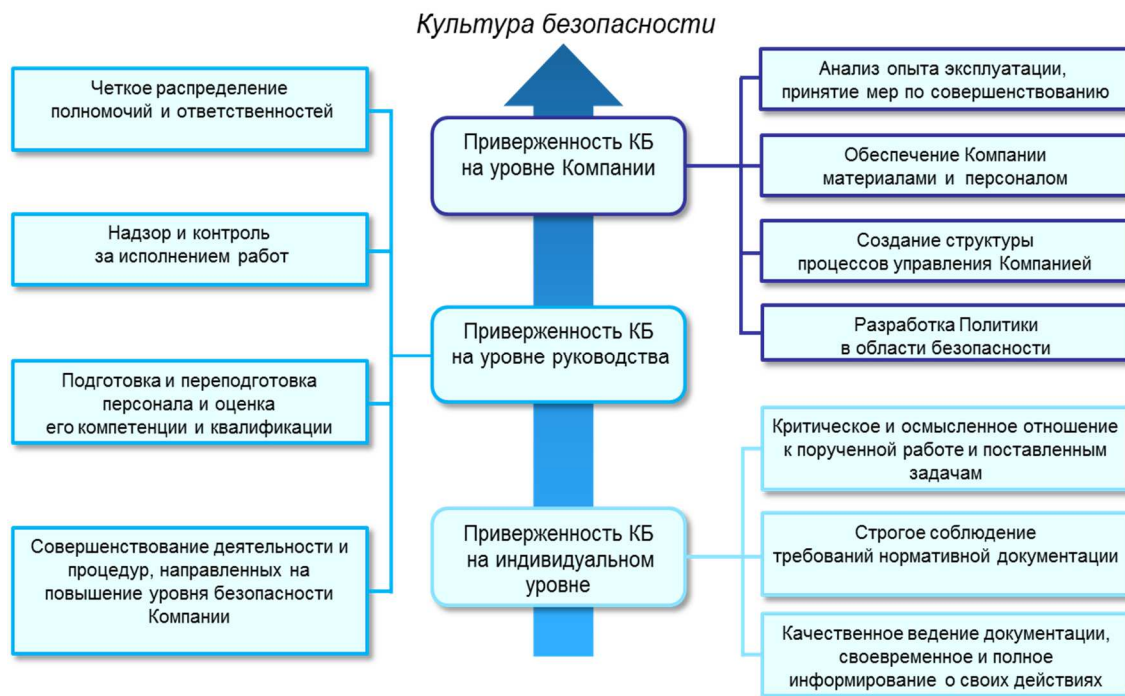 Культура безопасности
Четкое распределение
полномочий и ответственностей
Надзор и контроль
за исполнением работ
Подготовка и переподготовка
персонала и оценка
его компетенции и квалификации
Совершенствование деятельности и
процедур, направленных на
повышение уровня безопасности
Компании
Приверженность КБ
на уровне Компании
Приверженность КБ
на уровне руководства
Приверженность КБ
на индивидуальном
уровне
Анализ опыта эксплуатации,
принятие мер по совершенствованию
Обеспечение Компании
материалами и персоналом
Создание структуры
процессов управления Компанией
Разработка Политики
в области безопасности
Критическое и осмысленное отношение
к порученной работе и поставленным
задачам
Строгое соблюдение
требований нормативной документации
Качественное ведение документации,
своевременное и полное
информирование о своих действиях